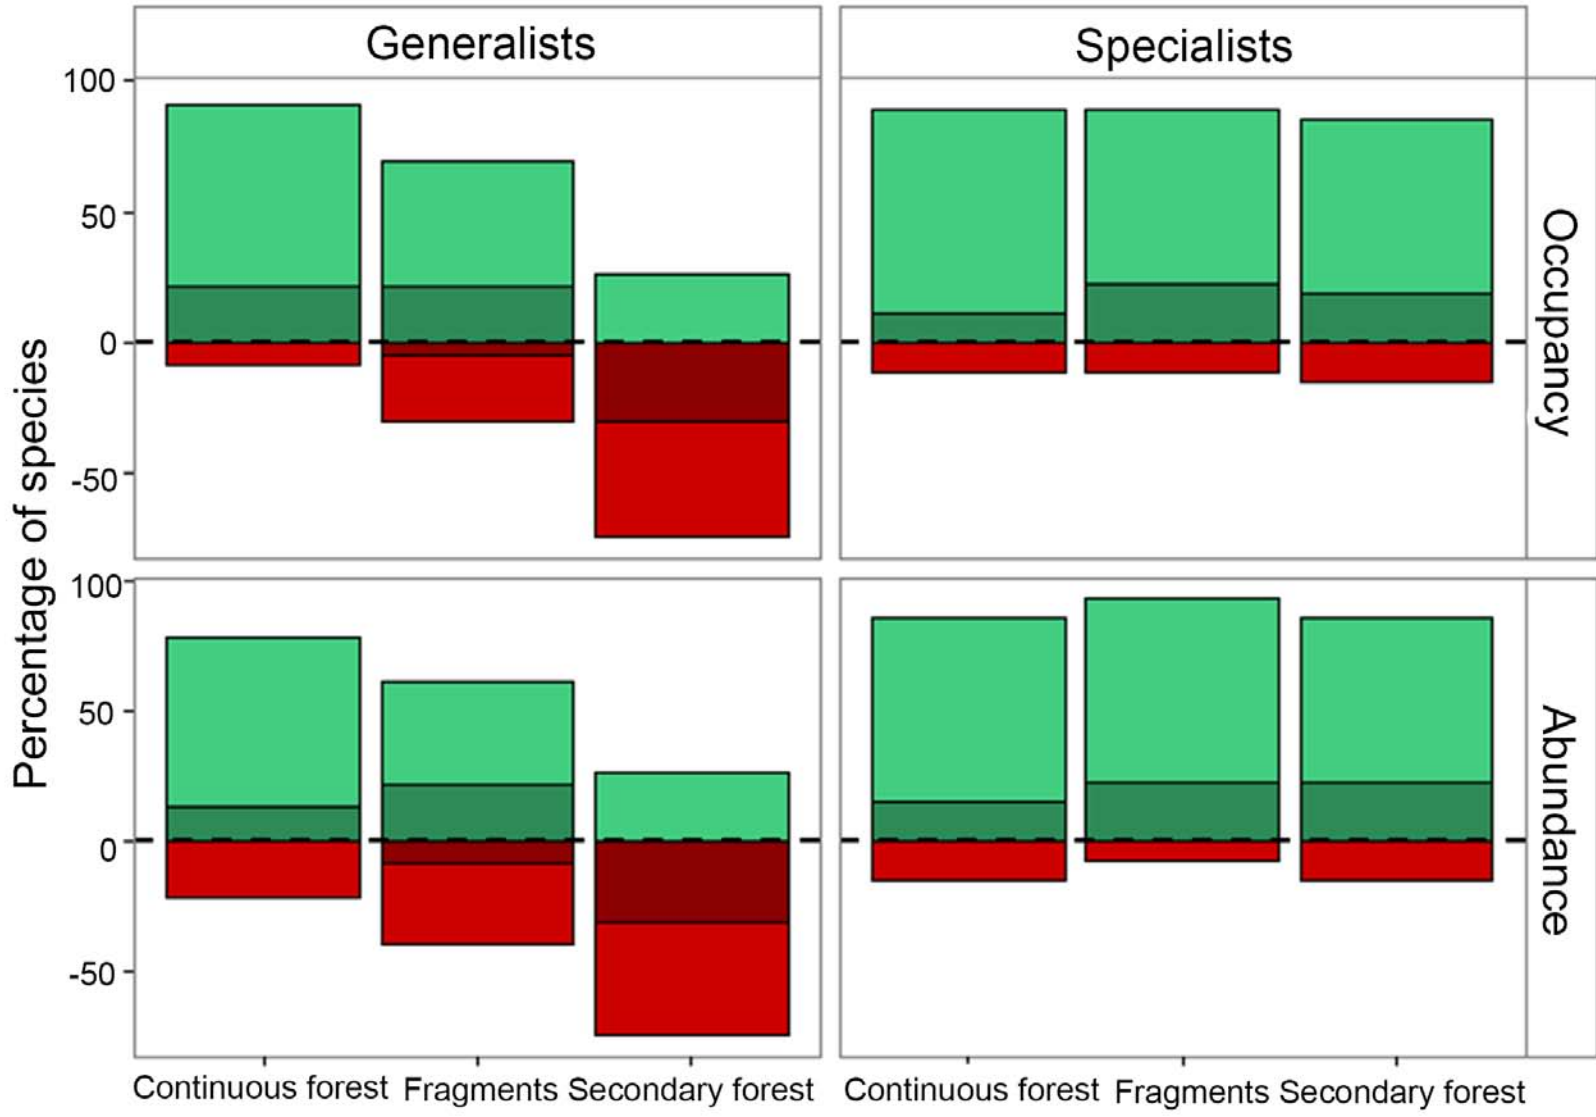 Generalists
Specialists
Percentage of species
100
50
0
-50
Occupancy
100
50
0
-50
Abundance
Continuous forest
Fragments
Secondary forest
Continuous forest
Fragments
Secondary forest